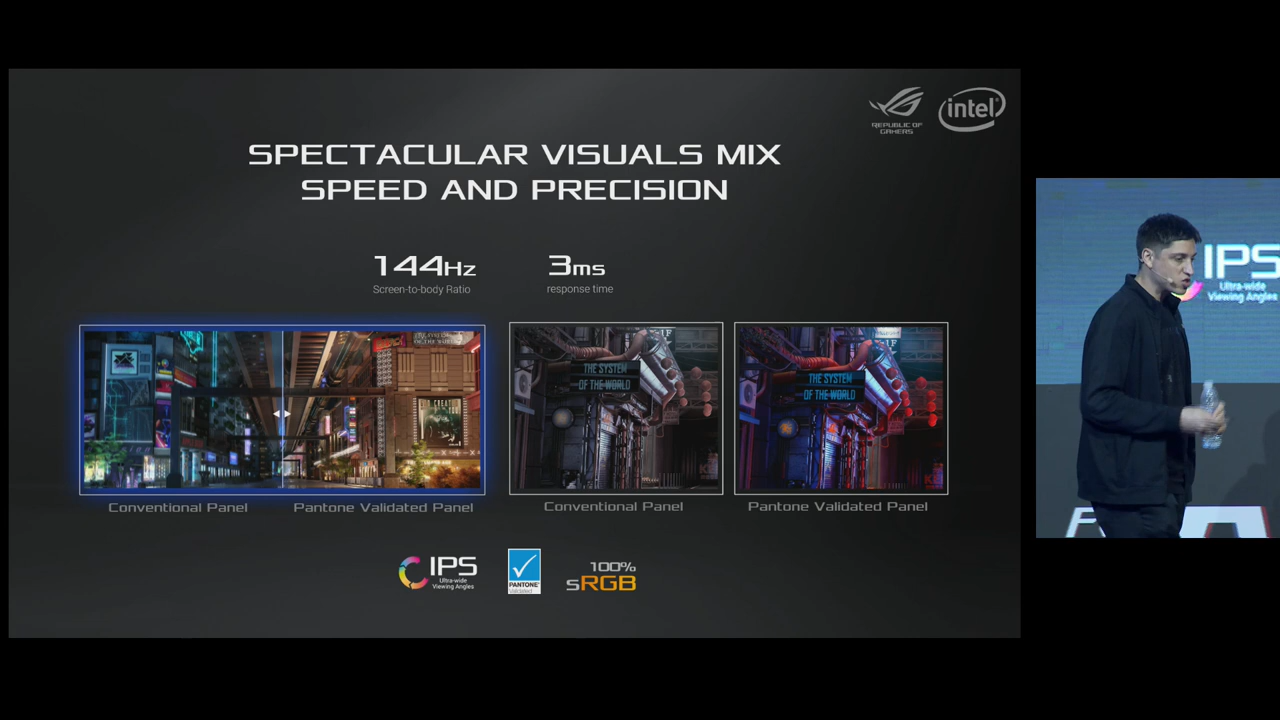 REPUBLIC OF
GAMERS
intel
SPECTACULAR VISUALS MIX
SPEED AND PRECISION
144Hz
Screen-to-body Ratio
3ms
response time
THE SYSTEM
OF THE WORLD
THE SYSTEM
OF THE WORLD
Conventional Panel
Pantone Validated Panel
Conventional Panel
Pantone Validated Panel
IPS
Ultra-wide
Viewing Angles
PANTONE
Validated
100%
sRGB
IPS
Ultra-wide
Viewing Angles